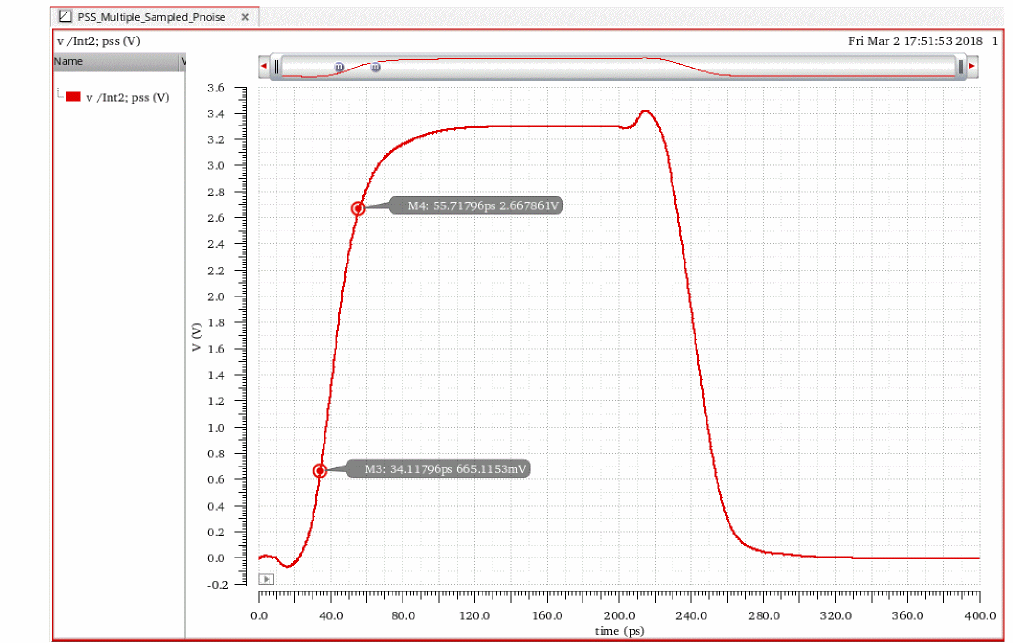 PSS_Multiple_Sampled_Pnoise x
v /Int2; pss (V) Fri Mar 2 17:51:53 2018 1
Name V
v /Int2; pss (V)
m m
3.6
3.4
3.2
3.0
2.8
2.6
2.4
2.2
2.0
1.8
1.6
1.4
1.2
1.0
0.8
0.6
0.4
0.2
0.0
-0.2
V (V)
M4: 55.71796ps 2.667861V
M3: 34.11796ps 665.1153mV
0.0 40.0 80.0 120.0 160.0 200.0 240.0 280.0 320.0 360.0 400.0
time (ps)